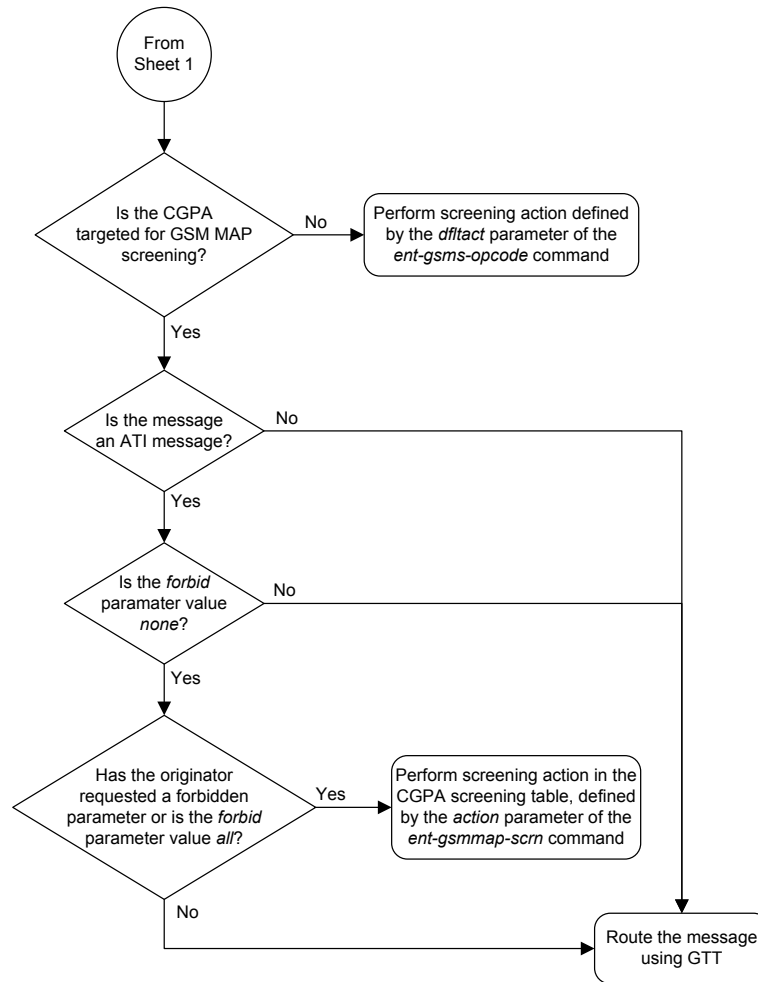 From
Sheet 1
Is the CGPA
targeted for GSM MAP
screening?
No
Perform screening action defined
by the dfltact parameter of the
ent-gsms-opcode command
Yes
Is the message
an ATI message?
No
Yes
Is the forbid
paramater value
none?
No
Yes
Has the originator
requested a forbidden
parameter or is the forbid
parameter value all?
Yes
Perform screening action in the
CGPA screening table, defined
by the action parameter of the
ent-gsmmap-scrn command
No
Route the message
using GTT